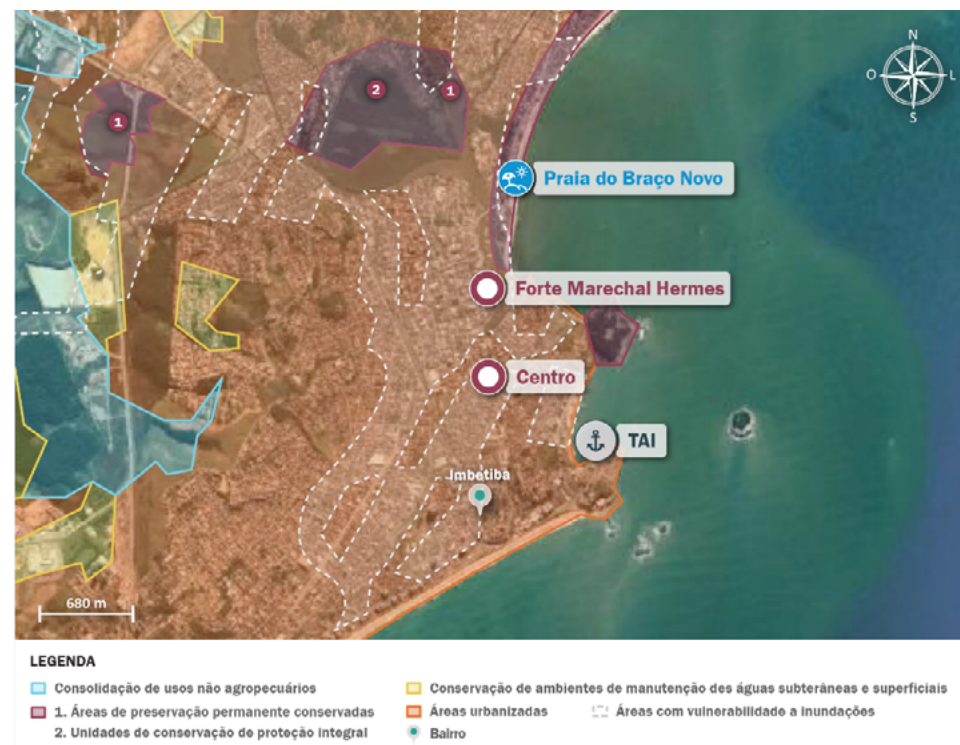 N
O L
S
2
1
1
Praia do Braço Novo
Forte Marechal Hermes
Centro
TAI
Imbetiba
680 m
LEGENDA
Consolidação de usos não agropecuários
1. Áreas de preservação permanente conservadas
2. Unidades de conservação de proteção integral
Conservação de ambientes de manutenção des águas subterâneas e superficiais
Áreas urbanizadas
Áreas com vulnerabilidade a inundações
Bairro